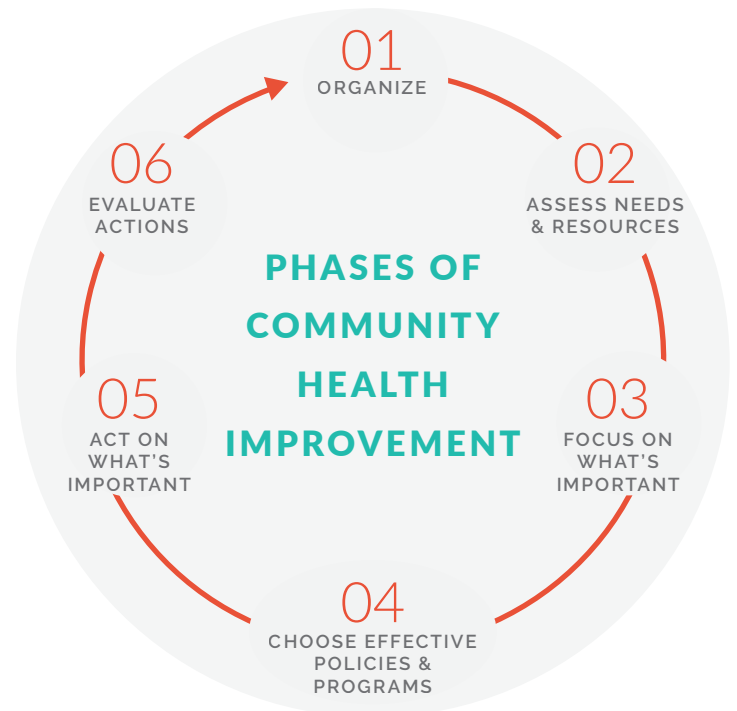 01
ORGANIZE
02
ASSESS NEEDS
& RESOURCES
03
FOCUS ON
WHAT'S
IMPORTANT
04
CHOOSE EFFECTIVE
POLICIES &
PROGRAMS
05
ACT ON
WHAT'S
IMPORTANT
06
EVALUATE
ACTIONS
PHASES OF
COMMUNITY
HEALTH
IMPROVEMENT